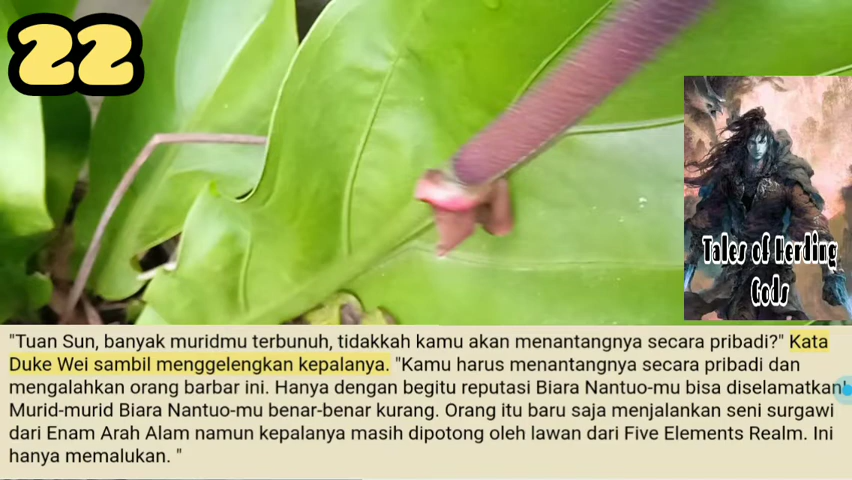 22
Tales of Herding
Gods
"Tuan Sun, banyak muridmu terbunuh, tidakkah kamu akan menantangnya secara pribadi?" Kata
Duke Wei sambil menggelengkan kepalanya. "Kamu harus menantangnya secara pribadi dan
mengalahkan orang barbar ini. Hanya dengan begitu reputasi Biara Nantuo-mu bisa diselamatkan!
Murid-murid Biara Nantuo-mu benar-benar kurang. Orang itu baru saja menjalankan seni surgawi
dari Enam Arah Alam namun kepalanya masih dipotong oleh lawan dari Five Elements Realm. Ini
hanya memalukan. "